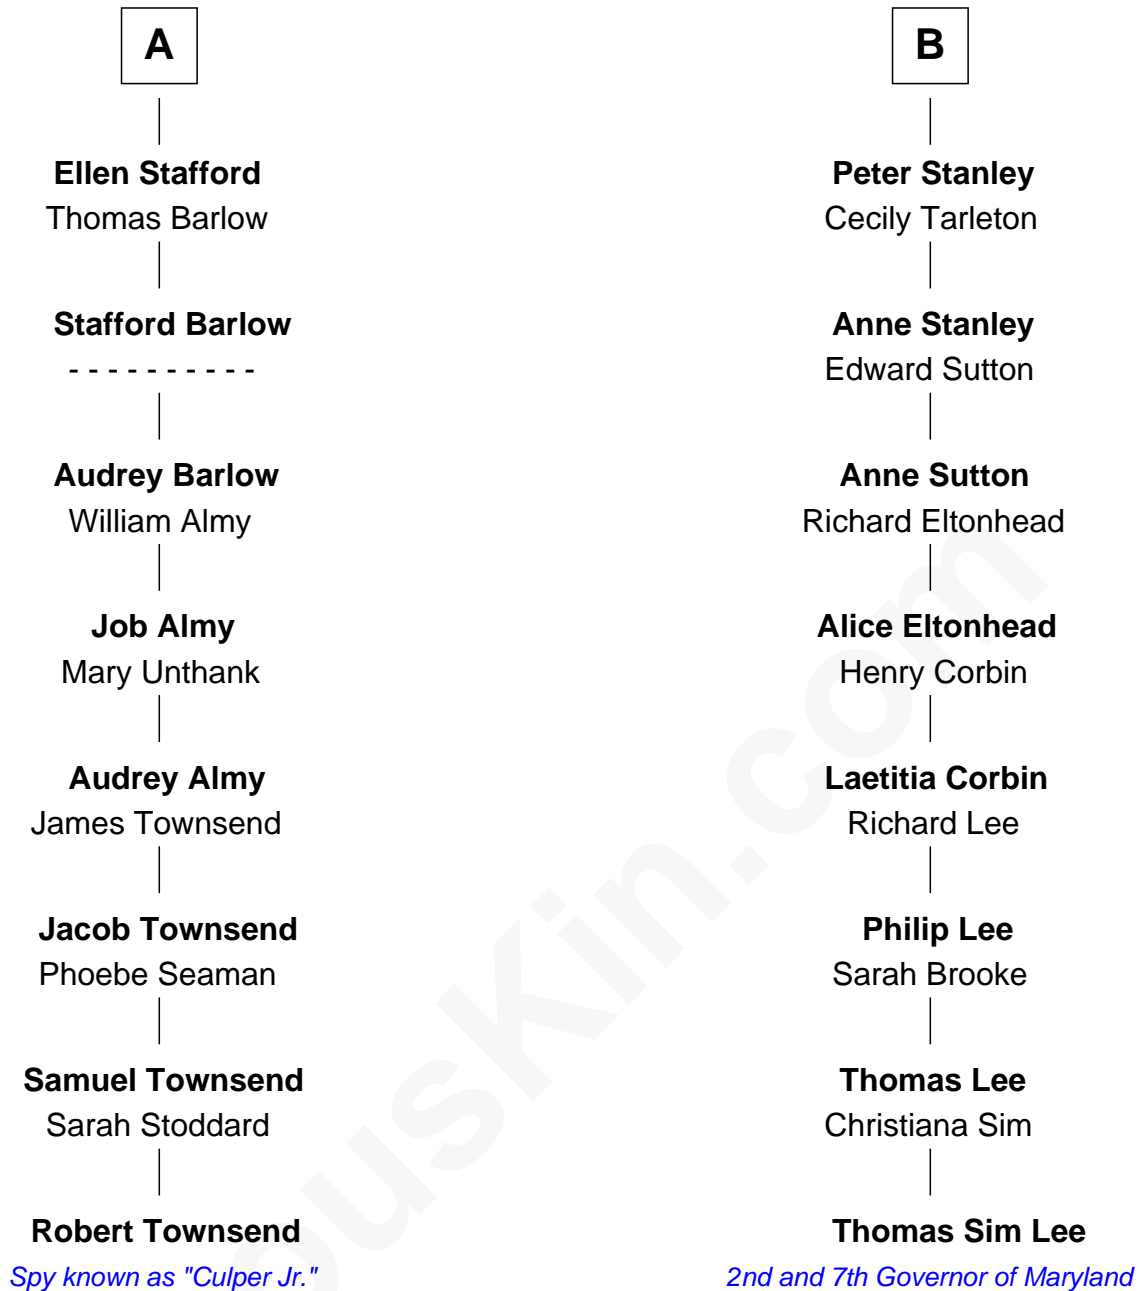 A
Ellen Stafford
Thomas Barlow
Stafford Barlow
- - - - - - - - - -
Audrey Barlow
William Almy
Job Almy
Mary Unthank
Audrey Almy
James Townsend
Jacob Townsend
Phoebe Seaman
Samuel Townsend
Sarah Stoddard
Robert Townsend
Spy known as "Culper Jr."
B
Peter Stanley
Cecily Tarleton
Anne Stanley
Edward Sutton
Anne Sutton
Richard Eltonhead
Alice Eltonhead
Henry Corbin
Laetitia Corbin
Richard Lee
Philip Lee
Sarah Brooke
Thomas Lee
Christiana Sim
Thomas Sim Lee
2nd and 7th Governor of Maryland
ousKin.com